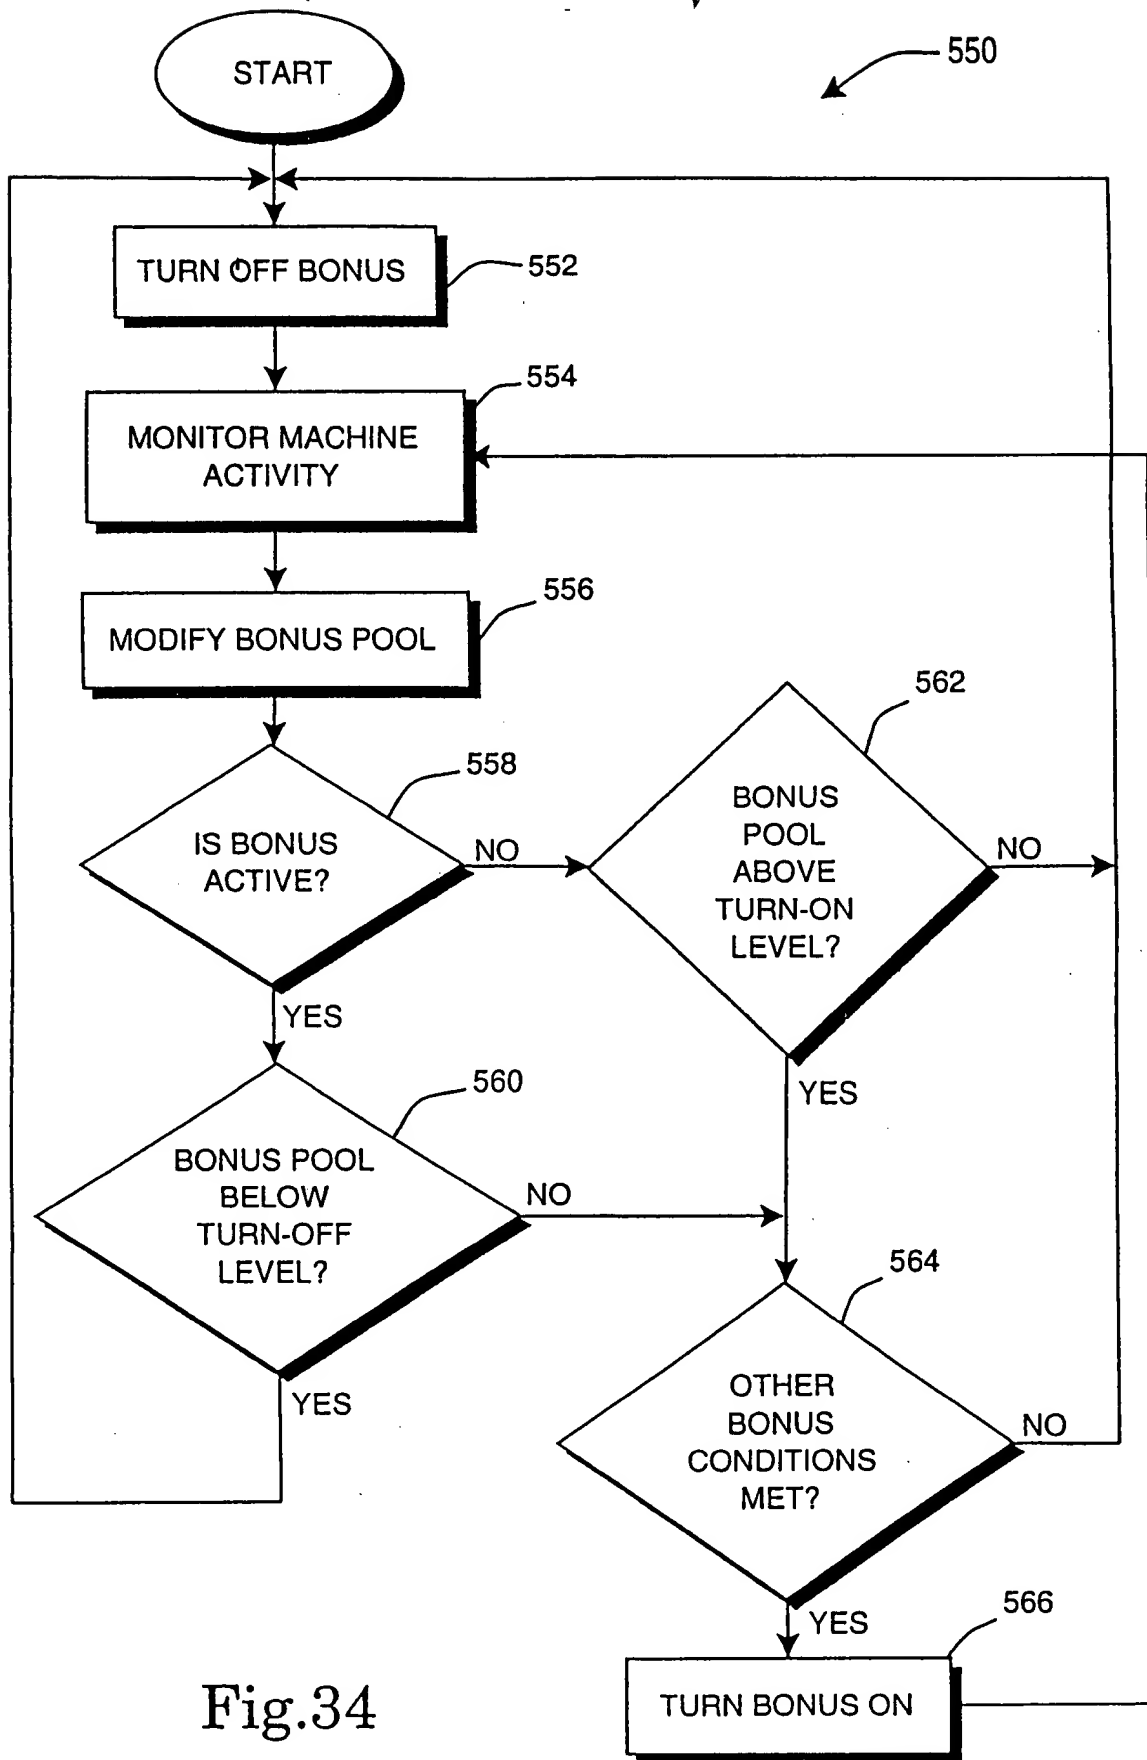 START
550
TURN OFF BONUS
552
554
MONITOR MACHINE
ACTIVITY
556
MODIFY BONUS POOL
562
558
IS BONUS
ACTIVE?
NO
BONUS
POOL
ABOVE
TURN-ON
LEVEL?
NO
YES
560
YES
BONUS POOL
BELOW
TURN-OFF
LEVEL?
NO
564
YES
OTHER
BONUS
CONDITIONS
MET?
NO
YES
566
TURN BONUS ON
Fig.34